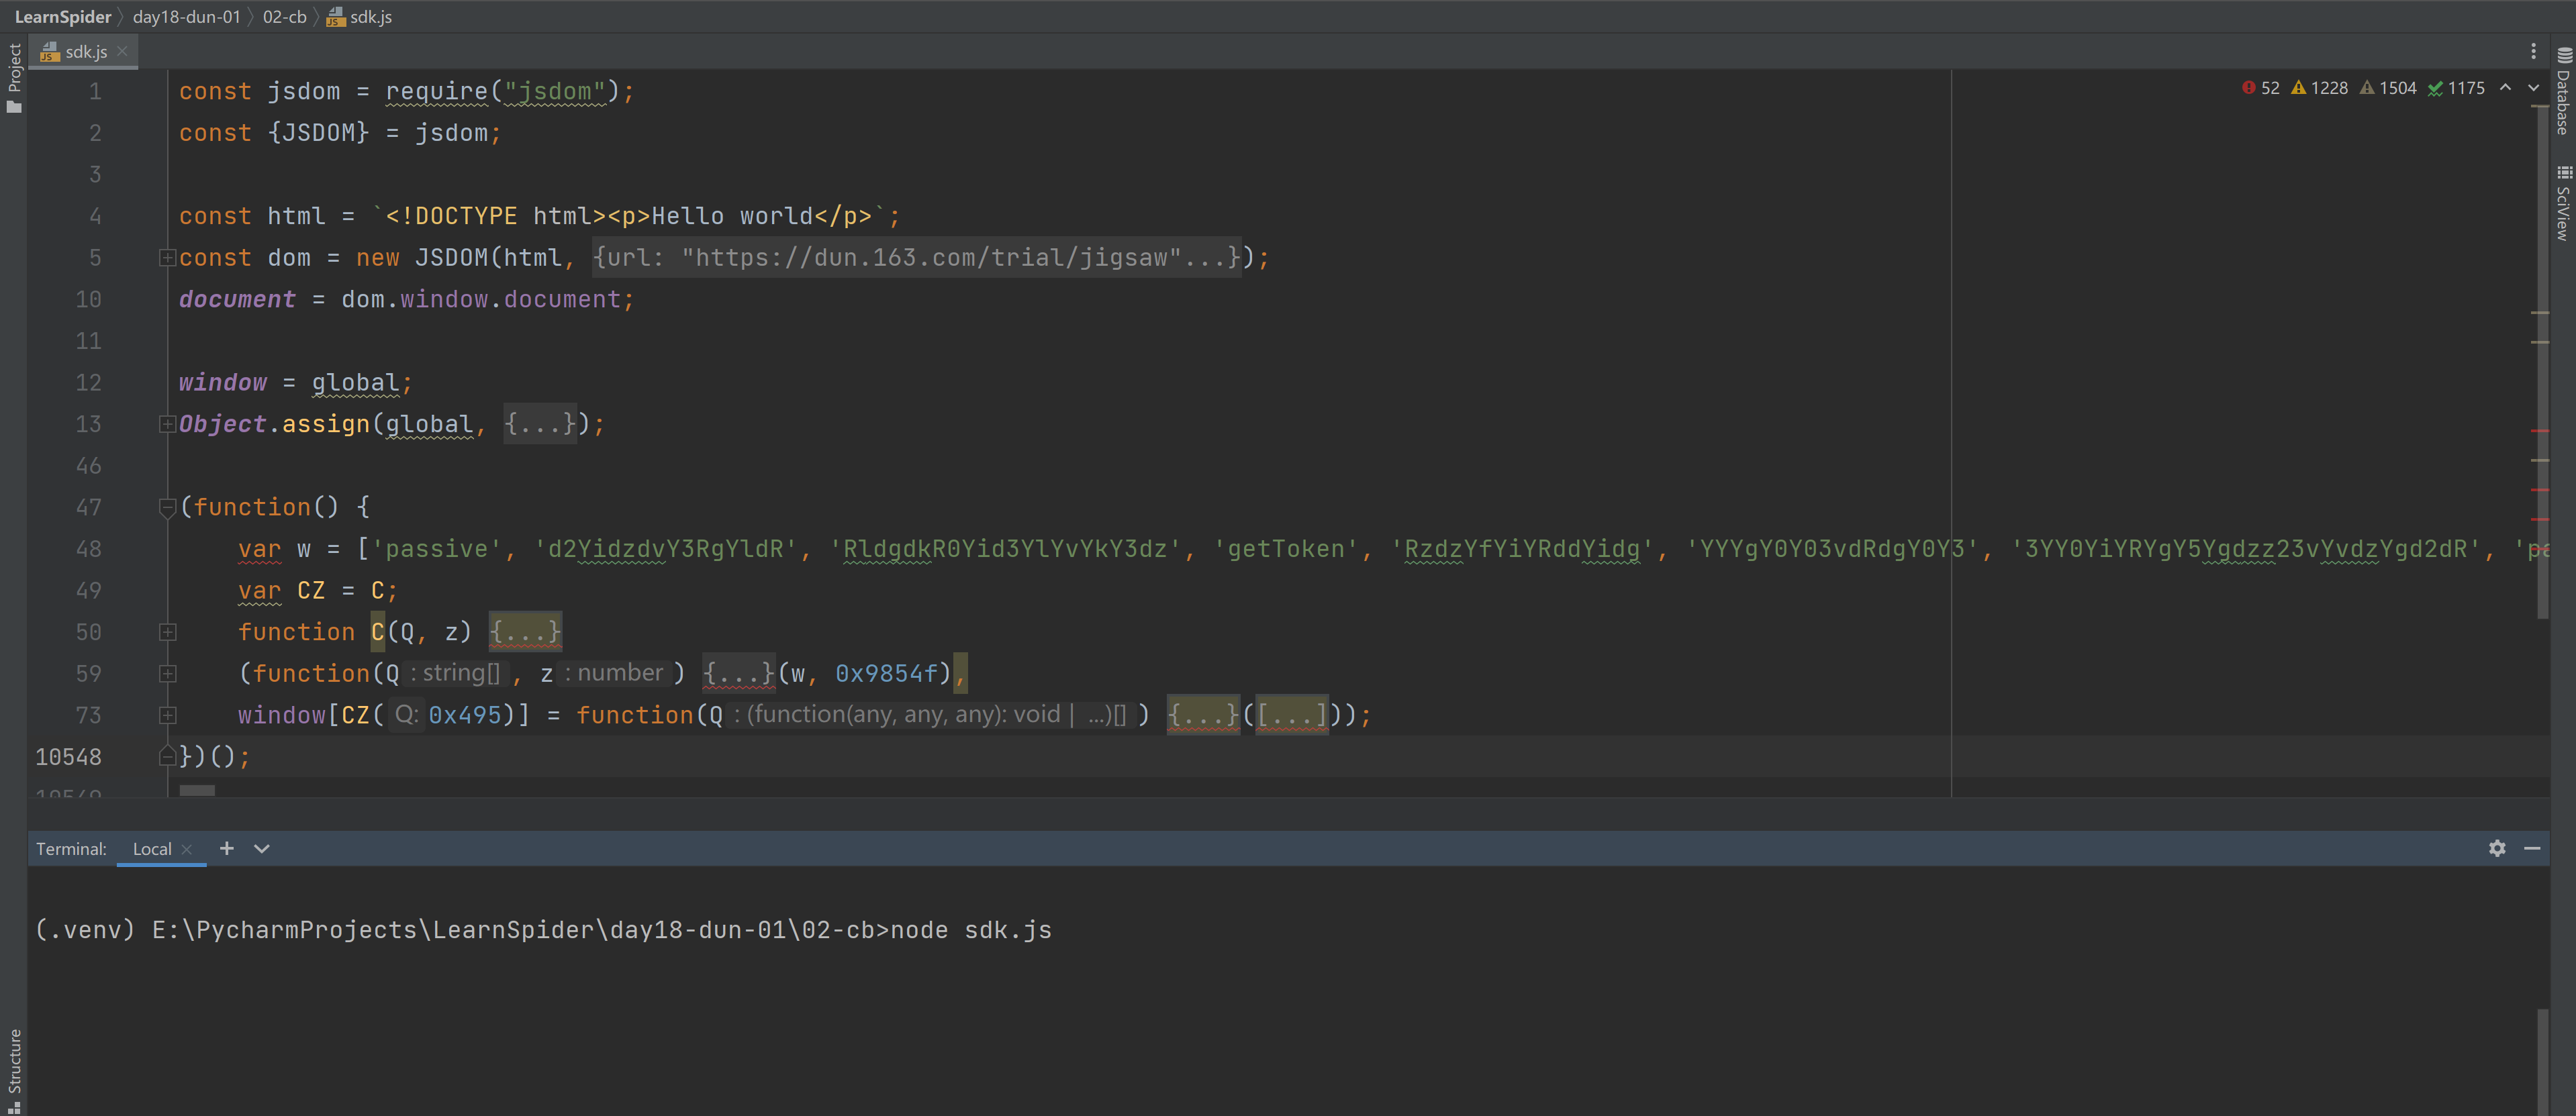 LearnSpider day18-dun-01 02-cb sdk.js
Project
sdk.js
52 1228 1504 1175
Database
SciView
1 const jsdom = require("jsdom");
2 const {JSDOM} = jsdom;
3
4 const html = `<!DOCTYPE html><p>Hello world</p>`;
5 const dom = new JSDOM(html, {url: "https://dun.163.com/trial/jigsaw"...});
10 document = dom.window.document;
11
12 window = global;
13 Object.assign(global, {...});
46
47 (function() {
48 var w = ['passive', 'd2YidzdvY3RgYldR', 'RldgdkR0Yid3YlYvYkY3dz', 'getToken', 'RzdzYfYiYRddYidg', 'YYYgY0Y03vdRdgY0Y3', '3YY0YiYRYgY5Ygdzz23vYvdzYgd2dR', 'pa
49 var CZ = C;
50 function C(Q, z) {...}
59 (function(Q : string[] , z : number ) {...}(w, 0x9854f),
73 window[CZ( Q: 0x495)] = function(Q : (function(any, any, any): void | ...)[] ) {...}([...]));
10548 })();
10549
Terminal: Local
(.venv) E:\PycharmProjects\LearnSpider\day18-dun-01\02-cb>node sdk.js
Structure